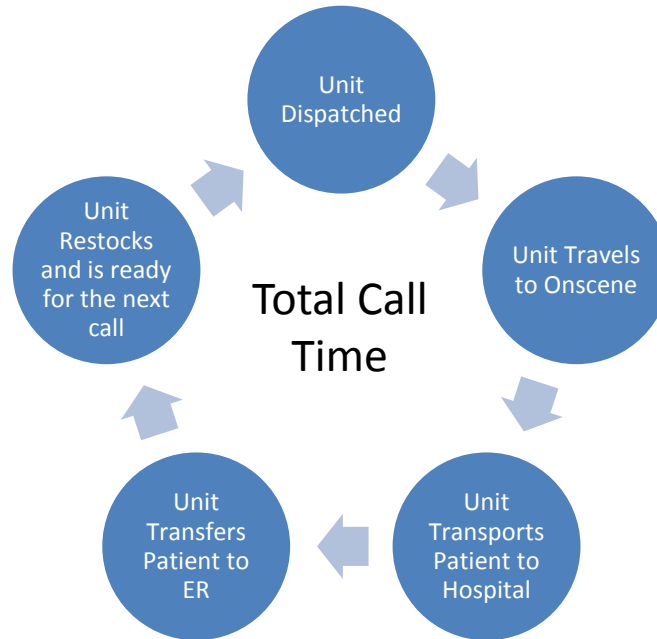 Unit
Dispatched
Unit Travels
to Onscene
Unit
Transports
Patient to
Hospital
Unit
Transfers
Patient to
ER
Unit
Restocks
and is ready
for the next
call
Total Call
Time